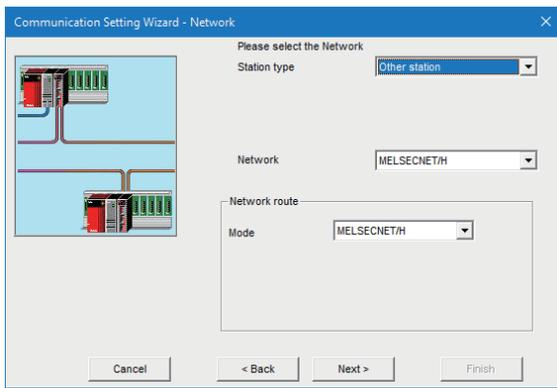 Communication Setting Wizard - Network
Please select the Network
Station type Other station
Network MELSECNET/H
Network route
Mode MELSECNET/H
Cancel < Back Next > Finish